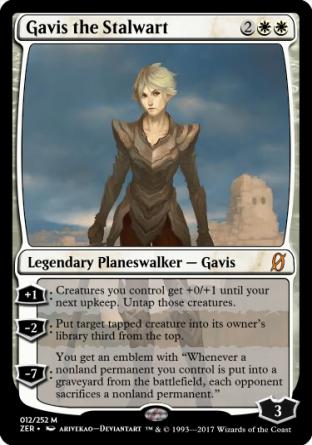 Gavis the Stalwart 2
Legendary Planeswalker — Gavis
+1 : Creatures you control get +0/+1 until your
next upkeep. Untap those creatures.
-2 : Put target tapped creature into its owner's
library third from the top.
You get an emblem with “Whenever a
-7 : nonland permanent you control is put into a
graveyard from the battlefield, each opponent
sacrifices a nonland permanent.”
3
012/252 M
ZER • ARIVEKAO—DEVIANTART ™ & © 1993—2017 Wizards of the Coast